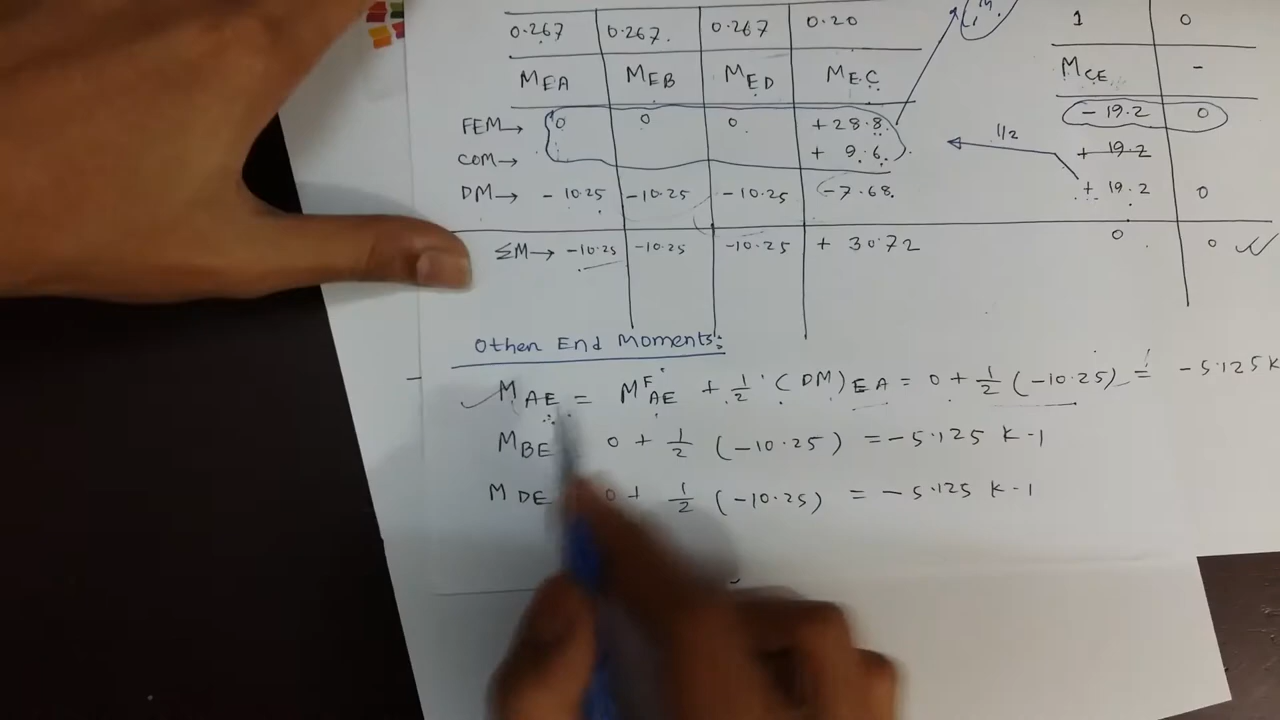 0.267 0.267. 0.267 0.20 1 0
MEA MEB MED MEC MCE -
FEM→ 0 0 0 +28.8 -19.2 0
COM→ + 9.6 1/2 + 19.2
DM→ - 10.25 -10.25 -10.25 -7.68 + 19.2 0
ΣM→ -10.25 -10.25 -10.25 + 30.72 0 0
Other End Moments:
MAE = MFAE + 1/2 (DM)EA = 0 + 1/2 (-10.25) = -5.125 K
MBE 0 + 1/2 (-10.25) = -5.125 K-1
MDE 0 + 1/2 (-10.25) = -5.125 K-1